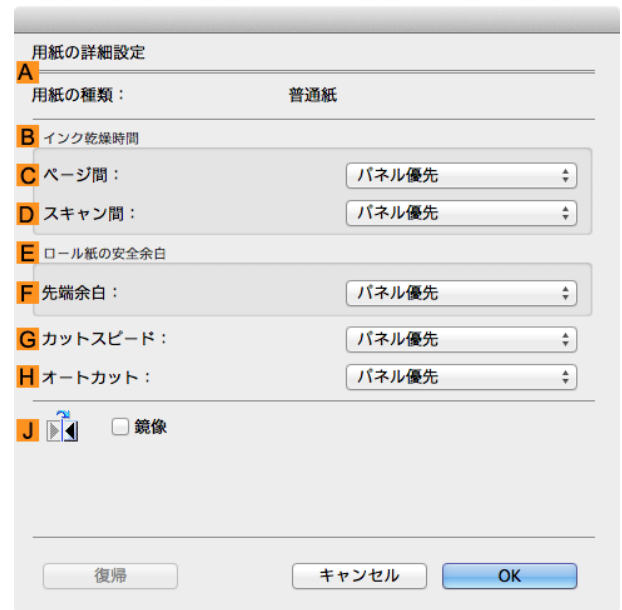 用紙の詳細設定
A
用紙の種類： 普通紙
B インク乾燥時間
C ページ間： パネル優先
D スキャン間： パネル優先
E ロール紙の安全余白
F 先端余白： パネル優先
G カットスピード： パネル優先
H オートカット： パネル優先
J 鏡像
復帰 キャンセル OK